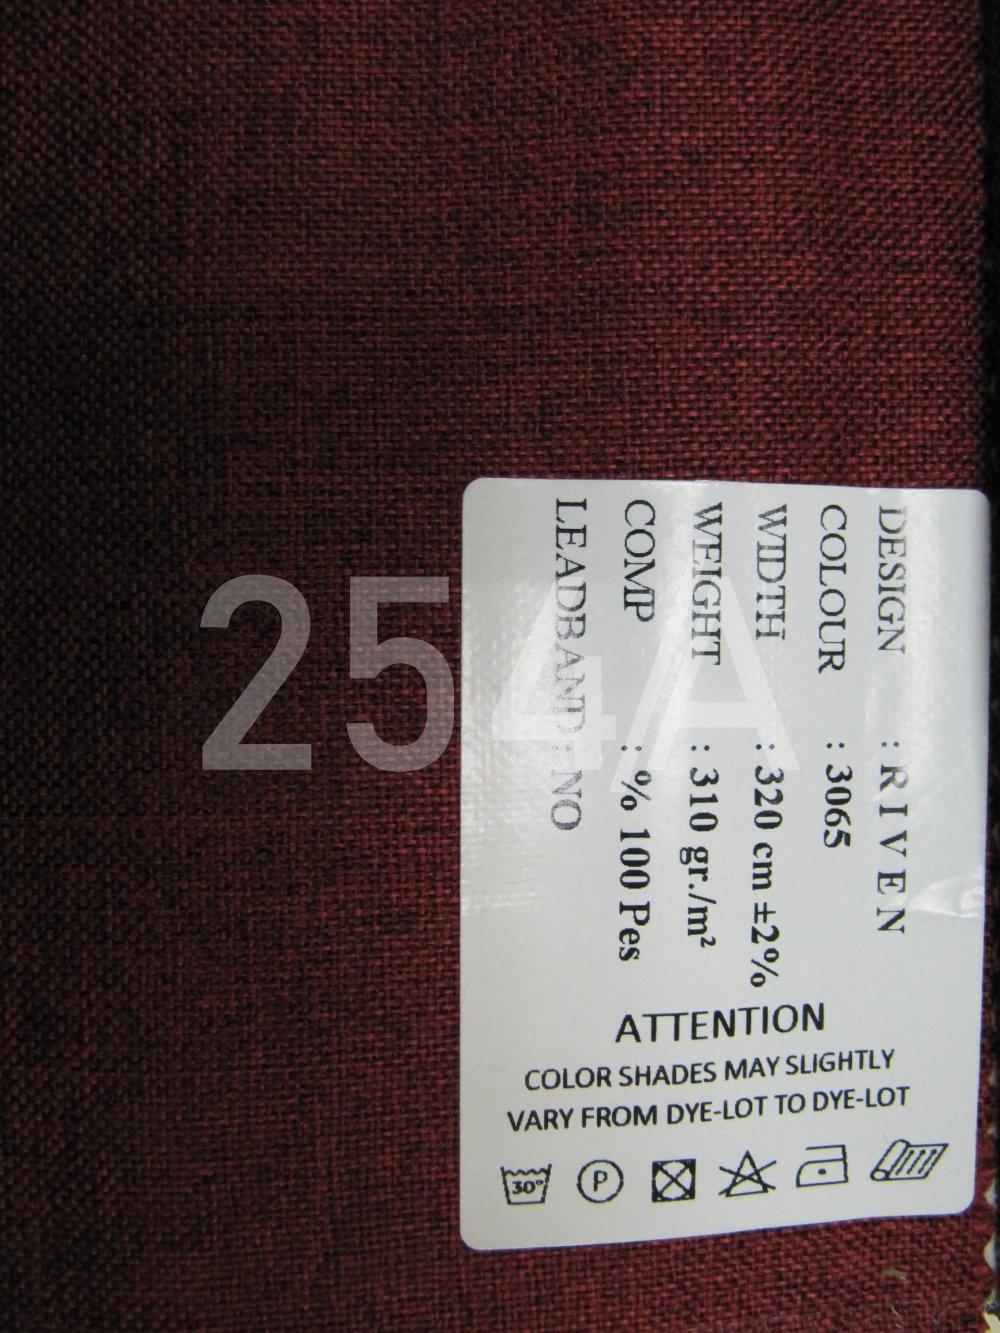 DESIGN : R I V E N
COLOUR : 3065
WIDTH : 320 cm ±2%
WEIGHT : 310 gr./m²
COMP : % 100 Pes
LEADBAND : NO
ATTENTION
COLOR SHADES MAY SLIGHTLY
VARY FROM DYE-LOT TO DYE-LOT
30° P
254A